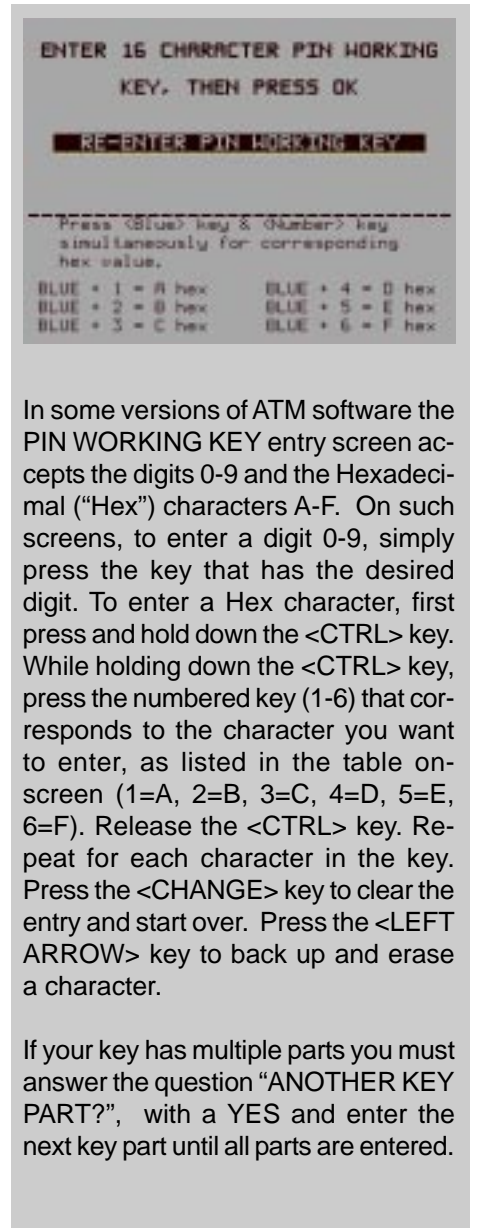 ENTER 16 CHARACTER PIN WORKING
KEY, THEN PRESS OK
RE-ENTER PIN WORKING KEY
Press <Blue> key & <Number> key
simultaneously for corresponding
hex value.
BLUE + 1 = A hex BLUE + 4 = D hex
BLUE + 2 = B hex BLUE + 5 = E hex
BLUE + 3 = C hex BLUE + 6 = F hex
In some versions of ATM software the
PIN WORKING KEY entry screen ac-
cepts the digits 0-9 and the Hexadeci-
mal (“Hex”) characters A-F. On such
screens, to enter a digit 0-9, simply
press the key that has the desired
digit. To enter a Hex character, first
press and hold down the <CTRL> key.
While holding down the <CTRL> key,
press the numbered key (1-6) that cor-
responds to the character you want
to enter, as listed in the table on-
screen (1=A, 2=B, 3=C, 4=D, 5=E,
6=F). Release the <CTRL> key. Re-
peat for each character in the key.
Press the <CHANGE> key to clear the
entry and start over. Press the <LEFT
ARROW> key to back up and erase
a character.
If your key has multiple parts you must
answer the question “ANOTHER KEY
PART?”, with a YES and enter the
next key part until all parts are entered.